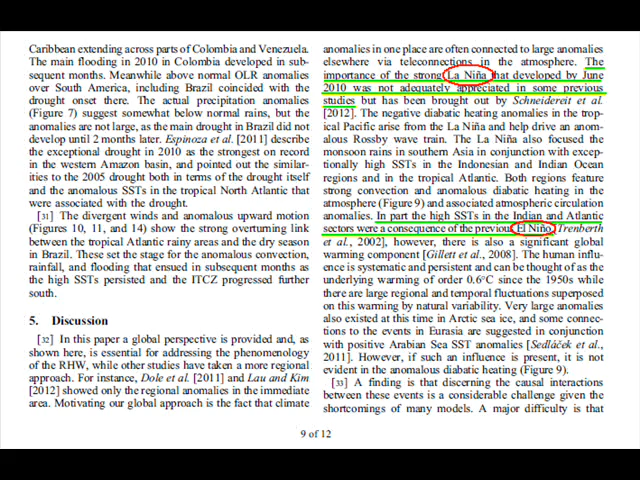 Caribbean extending across parts of Colombia and Venezuela.
The main flooding in 2010 in Colombia developed in sub-
sequent months. Meanwhile above normal OLR anomalies
over South America, including Brazil coincided with the
drought onset there. The actual precipitation anomalies
(Figure 7) suggest somewhat below normal rains, but the
anomalies are not large, as the main drought in Brazil did not
develop until 2 months later. Espinoza et al. [2011] describe
the exceptional drought in 2010 as the strongest on record
in the western Amazon basin, and pointed out the similar-
ities to the 2005 drought both in terms of the drought itself
and the anomalous SSTs in the tropical North Atlantic that
were associated with the drought.
[31] The divergent winds and anomalous upward motion
(Figures 10, 11, and 14) show the strong overturning link
between the tropical Atlantic rainy areas and the dry season
in Brazil. These set the stage for the anomalous convection,
rainfall, and flooding that ensued in subsequent months as
the high SSTs persisted and the ITCZ progressed further
south.
5. Discussion
[32] In this paper a global perspective is provided and, as
shown here, is essential for addressing the phenomenology
of the RHW, while other studies have taken a more regional
approach. For instance, Dole et al. [2011] and Lau and Kim
[2012] showed only the regional anomalies in the immediate
area. Motivating our global approach is the fact that climate
anomalies in one place are often connected to large anomalies
elsewhere via teleconnections in the atmosphere. The
importance of the strong La Niña that developed by June
2010 was not adequately appreciated in some previous
studies but has been brought out by Schneidereit et al.
[2012]. The negative diabatic heating anomalies in the trop-
ical Pacific arise from the La Niña and help drive an anom-
alous Rossby wave train. The La Niña also focused the
monsoon rains in southern Asia in conjunction with excep-
tionally high SSTs in the Indonesian and Indian Ocean
regions and in the tropical Atlantic. Both regions feature
strong convection and anomalous diabatic heating in the
atmosphere (Figure 9) and associated atmospheric circulation
anomalies. In part the high SSTs in the Indian and Atlantic
sectors were a consequence of the previous El Niño [Trenberth
et al., 2002], however, there is also a significant global
warming component [Gillett et al., 2008]. The human influ-
ence is systematic and persistent and can be thought of as the
underlying warming of order 0.6°C since the 1950s while
there are large regional and temporal fluctuations superposed
on this warming by natural variability. Very large anomalies
also existed at this time in Arctic sea ice, and some connec-
tions to the events in Eurasia are suggested in conjunction
with positive Arabian Sea SST anomalies [Sedláček et al.,
2011]. However, if such an influence is present, it is not
evident in the anomalous diabatic heating (Figure 9).
[33] A finding is that discerning the causal interactions
between these events is a considerable challenge given the
shortcomings of many models. A major difficulty is that
9 of 12